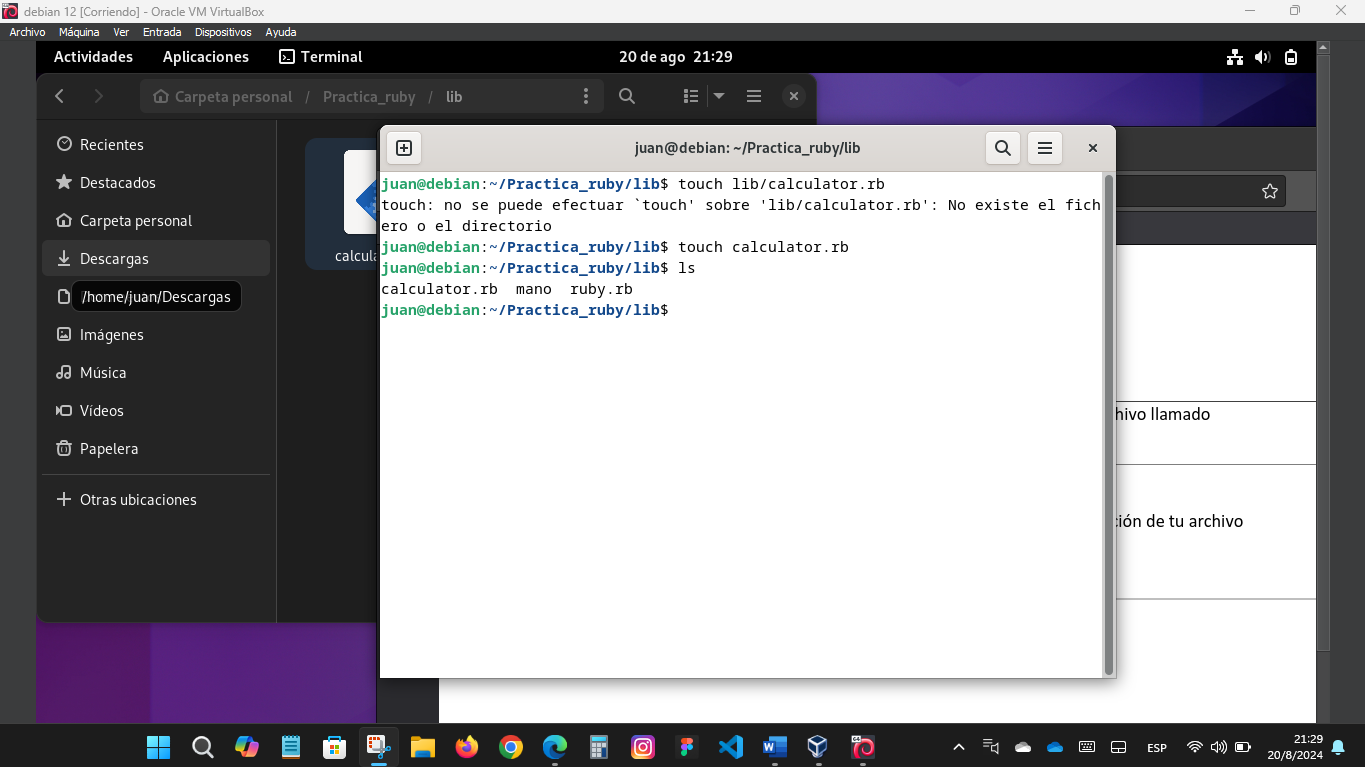 debian 12 [Corriendo] - Oracle VM VirtualBox
Archivo Máquina Ver Entrada Dispositivos Ayuda
Actividades Aplicaciones Terminal 20 de ago 21:29
Carpeta personal / Practica_ruby / lib
Recientes
Destacados
Carpeta personal
Descargas
/home/juan/Descargas
Imágenes
Música
Vídeos
Papelera
Otras ubicaciones
calcula
juan@debian: ~/Practica_ruby/lib
juan@debian:~/Practica_ruby/lib$ touch lib/calculator.rb
touch: no se puede efectuar `touch' sobre 'lib/calculator.rb': No existe el fich
ero o el directorio
juan@debian:~/Practica_ruby/lib$ touch calculator.rb
juan@debian:~/Practica_ruby/lib$ ls
calculator.rb mano ruby.rb
juan@debian:~/Practica_ruby/lib$
hivo llamado
ción de tu archivo
ESP
21:29
20/8/2024